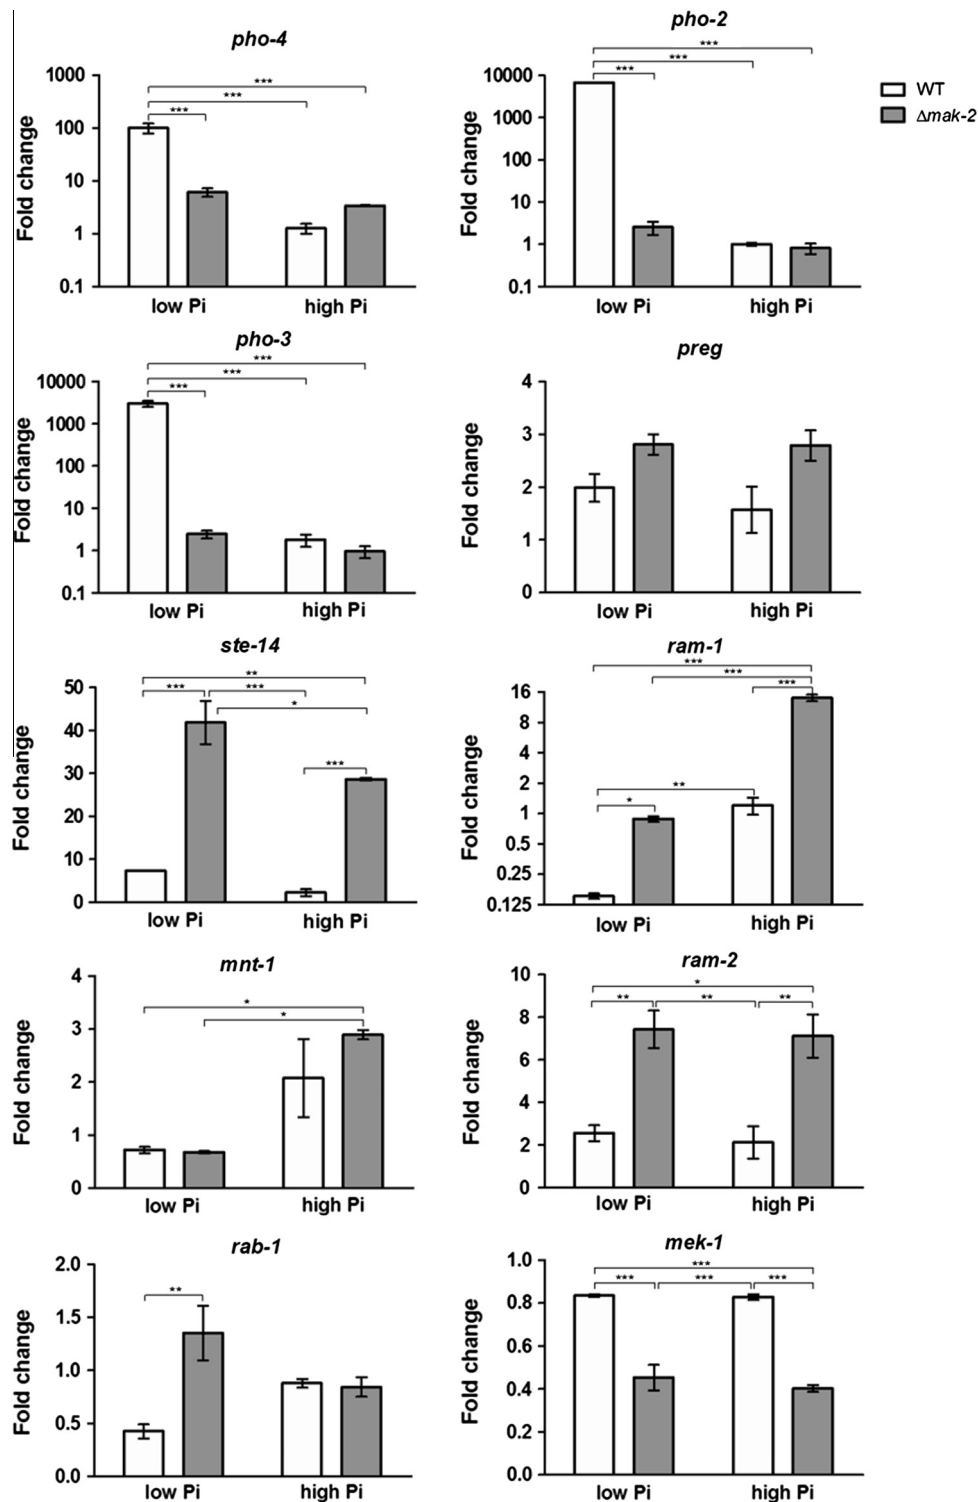 pho-4
***
***
***
1000
100
10
1
0.1
Fold change
low Pi high Pi
pho-2
***
***
***
10000
1000
100
10
1
0.1
Fold change
low Pi high Pi
WT
Δmak-2
pho-3
***
***
***
10000
1000
100
10
1
0.1
Fold change
low Pi high Pi
preg
4
3
2
1
0
Fold change
low Pi high Pi
ste-14
**
*** ***
*
***
50
40
30
20
10
0
Fold change
low Pi high Pi
ram-1
***
***
***
**
*
16
8
4
2
1
0.5
0.25
0.125
Fold change
low Pi high Pi
mnt-1
*
*
4
3
2
1
0
Fold change
low Pi high Pi
ram-2
*
** ** **
10
8
6
4
2
0
Fold change
low Pi high Pi
rab-1
**
2.0
1.5
1.0
0.5
0.0
Fold change
low Pi high Pi
mek-1
***
*** *** ***
1.0
0.8
0.6
0.4
0.2
0.0
Fold change
low Pi high Pi